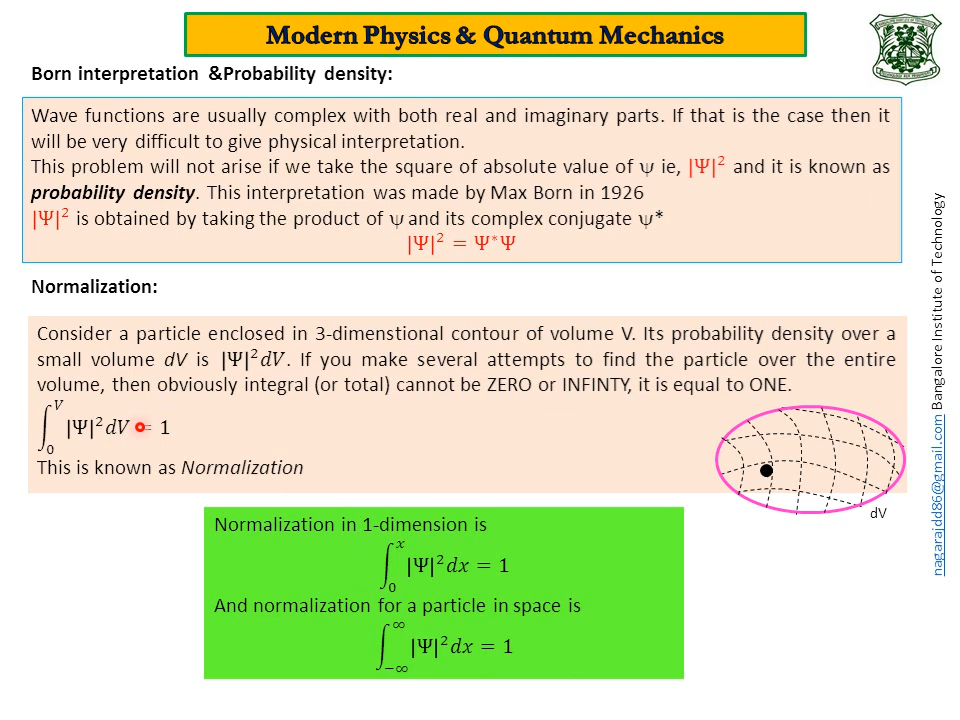 Modern Physics & Quantum Mechanics
Born interpretation &Probability density:
Wave functions are usually complex with both real and imaginary parts. If that is the case then it
will be very difficult to give physical interpretation.
This problem will not arise if we take the square of absolute value of ψ ie, |Ψ|² and it is known as
probability density. This interpretation was made by Max Born in 1926
|Ψ|² is obtained by taking the product of ψ and its complex conjugate ψ*
|Ψ|² = Ψ*Ψ
Normalization:
Consider a particle enclosed in 3-dimenstional contour of volume V. Its probability density over a
small volume dV is |Ψ|²dV. If you make several attempts to find the particle over the entire
volume, then obviously integral (or total) cannot be ZERO or INFINTY, it is equal to ONE.
∫₀^V |Ψ|²dV = 1
This is known as Normalization
dV
Normalization in 1-dimension is
∫₀^x |Ψ|²dx = 1
And normalization for a particle in space is
∫_{-∞}^{∞} |Ψ|²dx = 1
nagarajdd86@gmail.com Bangalore Institute of Technology